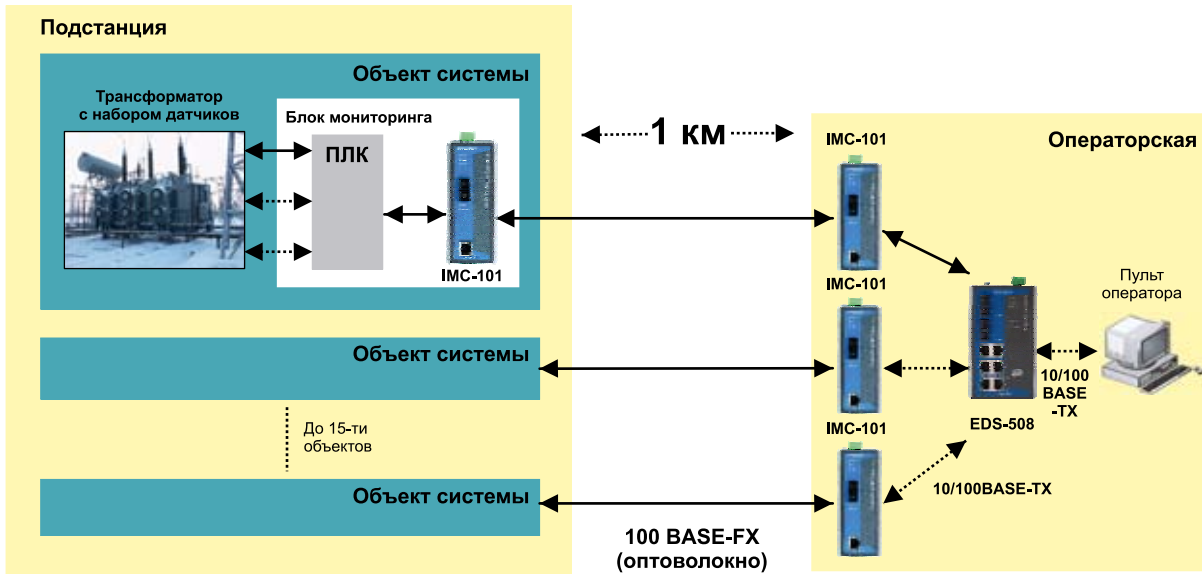 Подстанция
Объект системы
Трансформатор
с набором датчиков
Блок мониторинга
ПЛК
IMC-101
Объект системы
До 15-ти
объектов
Объект системы
1 км
100 BASE-FX
(оптоволокно)
Операторская
IMC-101
IMC-101
IMC-101
EDS-508
10/100
BASE
-TX
Пульт
оператора
10/100BASE-TX